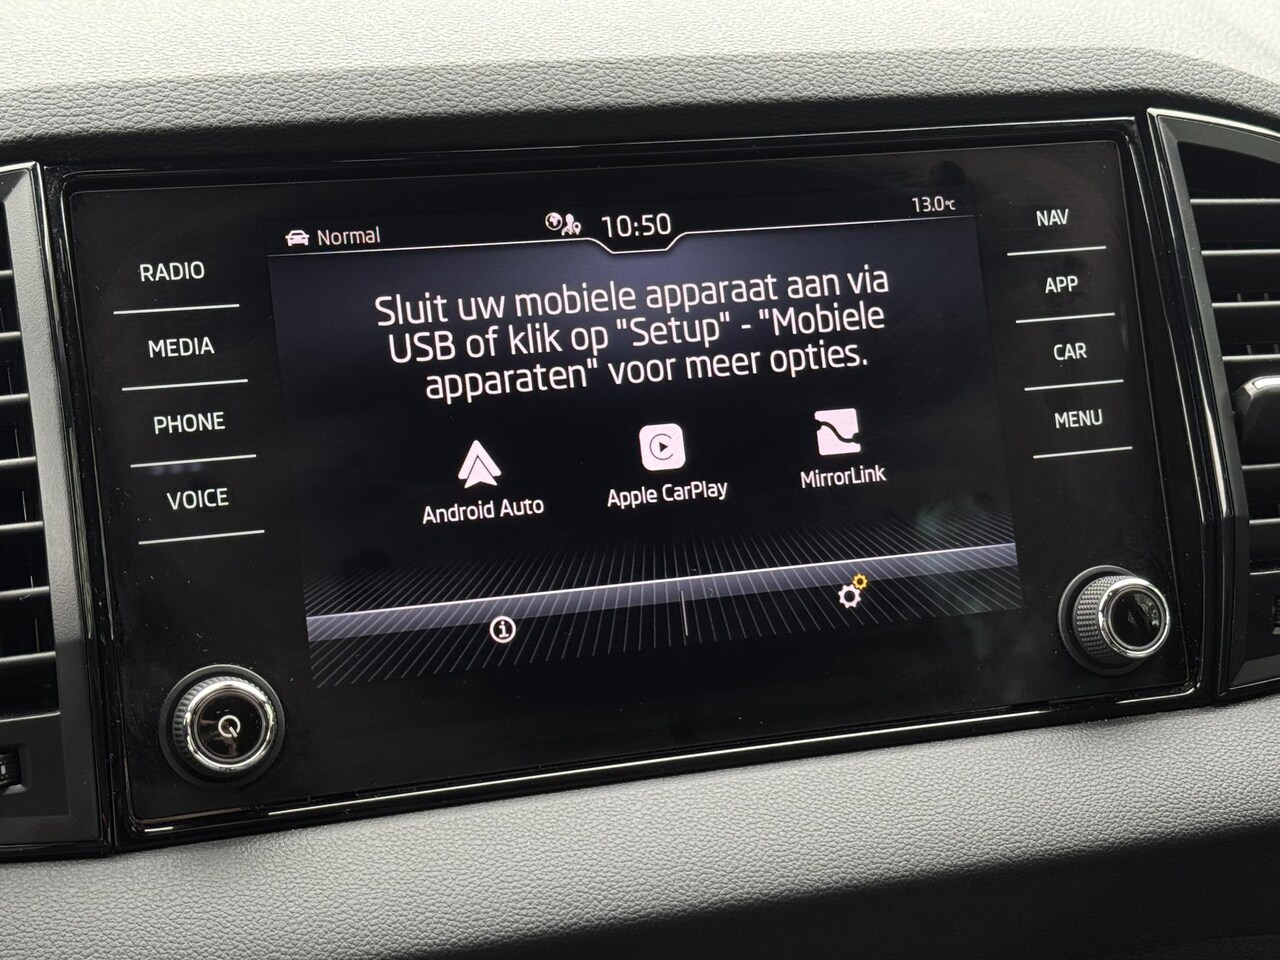 Normal
10:50
13.0°C
RADIO
MEDIA
PHONE
VOICE
Sluit uw mobiele apparaat aan via
USB of klik op "Setup" - "Mobiele
apparaten" voor meer opties.
Android Auto
Apple CarPlay
MirrorLink
NAV
APP
CAR
MENU